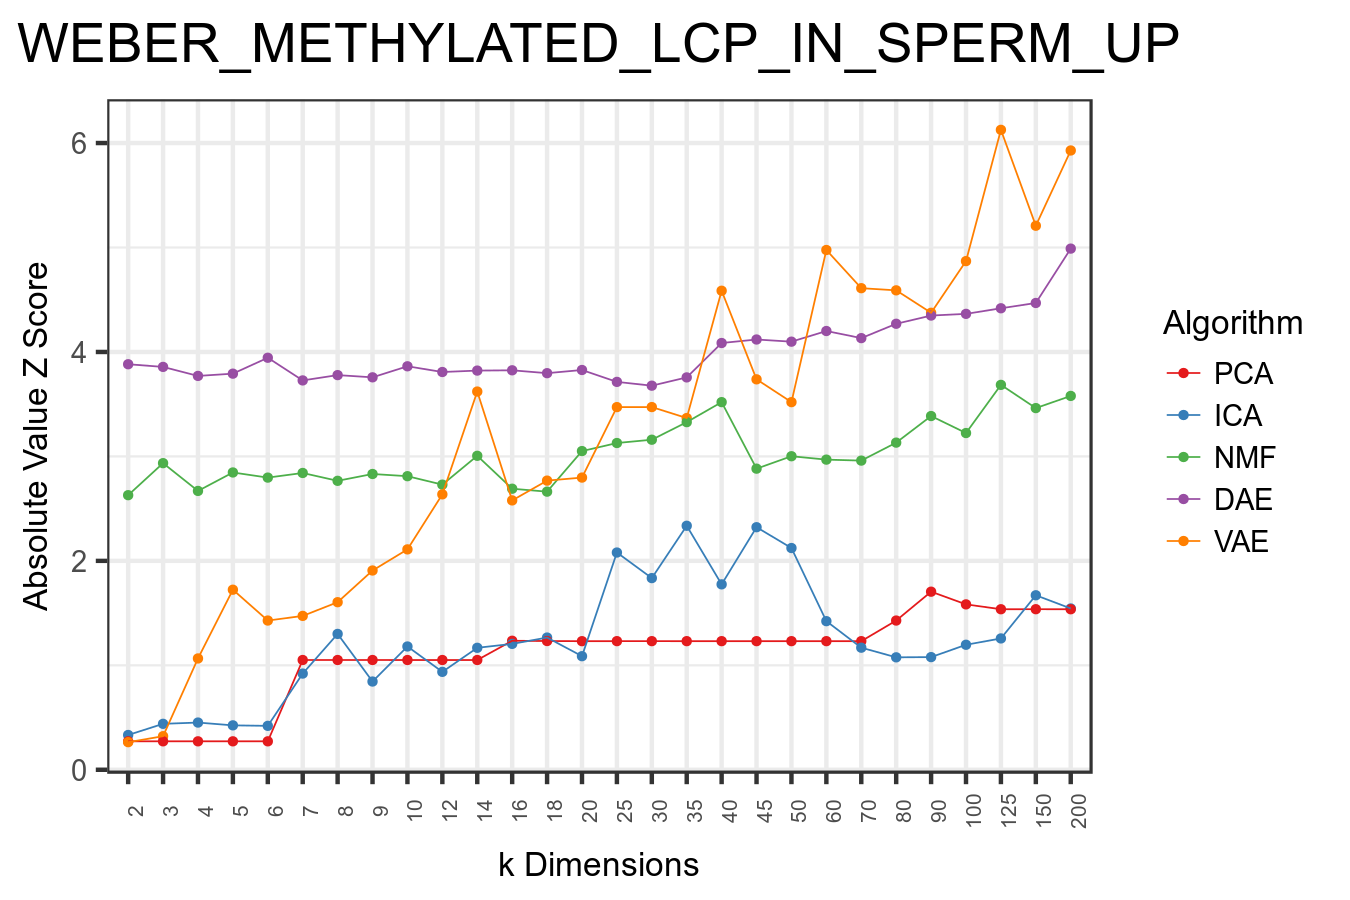 WEBER_METHYLATED_LCP_IN_SPERM_UP
Absolute Value Z Score
6
4
2
0
2 3 4 5 6 7 8 9 10 12 14 16 18 20 25 30 35 40 45 50 60 70 80 90 100 125 150 200
k Dimensions
Algorithm
PCA
ICA
NMF
DAE
VAE